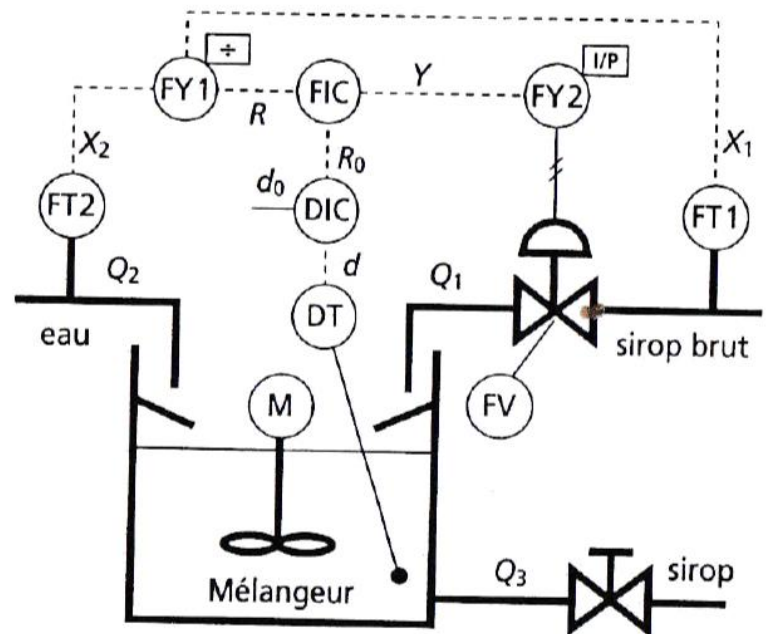 ÷
FY1
FIC
Y
FY2
I/P
R
X₂
R₀
X₁
d₀
FT2
DIC
FT1
Q₂
d
Q₁
eau
DT
sirop brut
M
FV
Mélangeur
Q₃
sirop